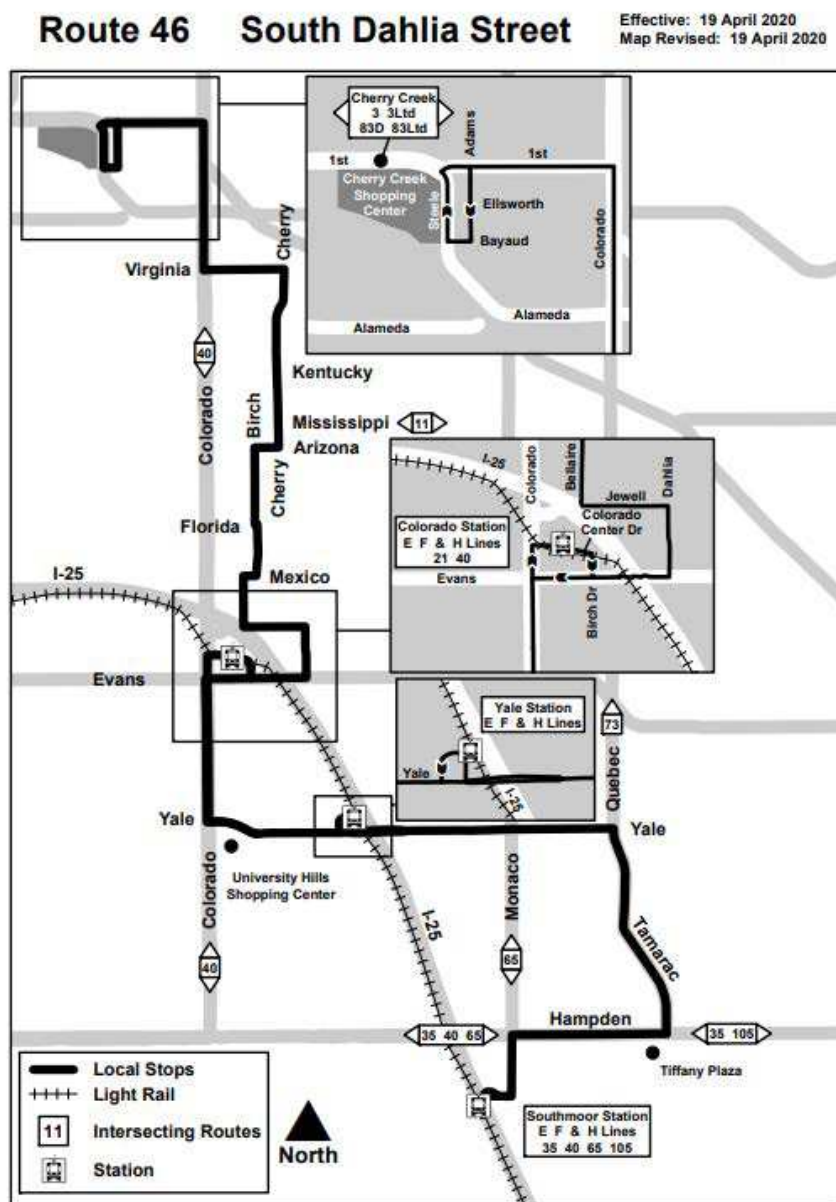 Route 46 South Dahlia Street
Effective: 19 April 2020
Map Revised: 19 April 2020
Cherry Creek
3 3Ltd
83D 83Ltd
Adams
1st
1st
Cherry Creek
Shopping
Center
Steele
Ellsworth
Bayaud
Colorado
Alameda
Alameda
Cherry
Virginia
40
Colorado
Kentucky
Birch
Mississippi
11
Arizona
Cherry
Florida
Mexico
I-25
I-25
Colorado
Bellaire
Dahlia
Jewell
Colorado
Center Dr
Colorado Station
E F & H Lines
21 40
Evans
Birch Dr
Evans
Yale Station
E F & H Lines
Yale
I-25
73
Quebec
Yale
Yale
University Hills
Shopping Center
Colorado
I-25
Monaco
Tamarac
40
65
Hampden
35 40 65
35 105
Tiffany Plaza
Local Stops
Light Rail
11
Intersecting Routes
Station
North
Southmoor Station
E F & H Lines
35 40 65 105